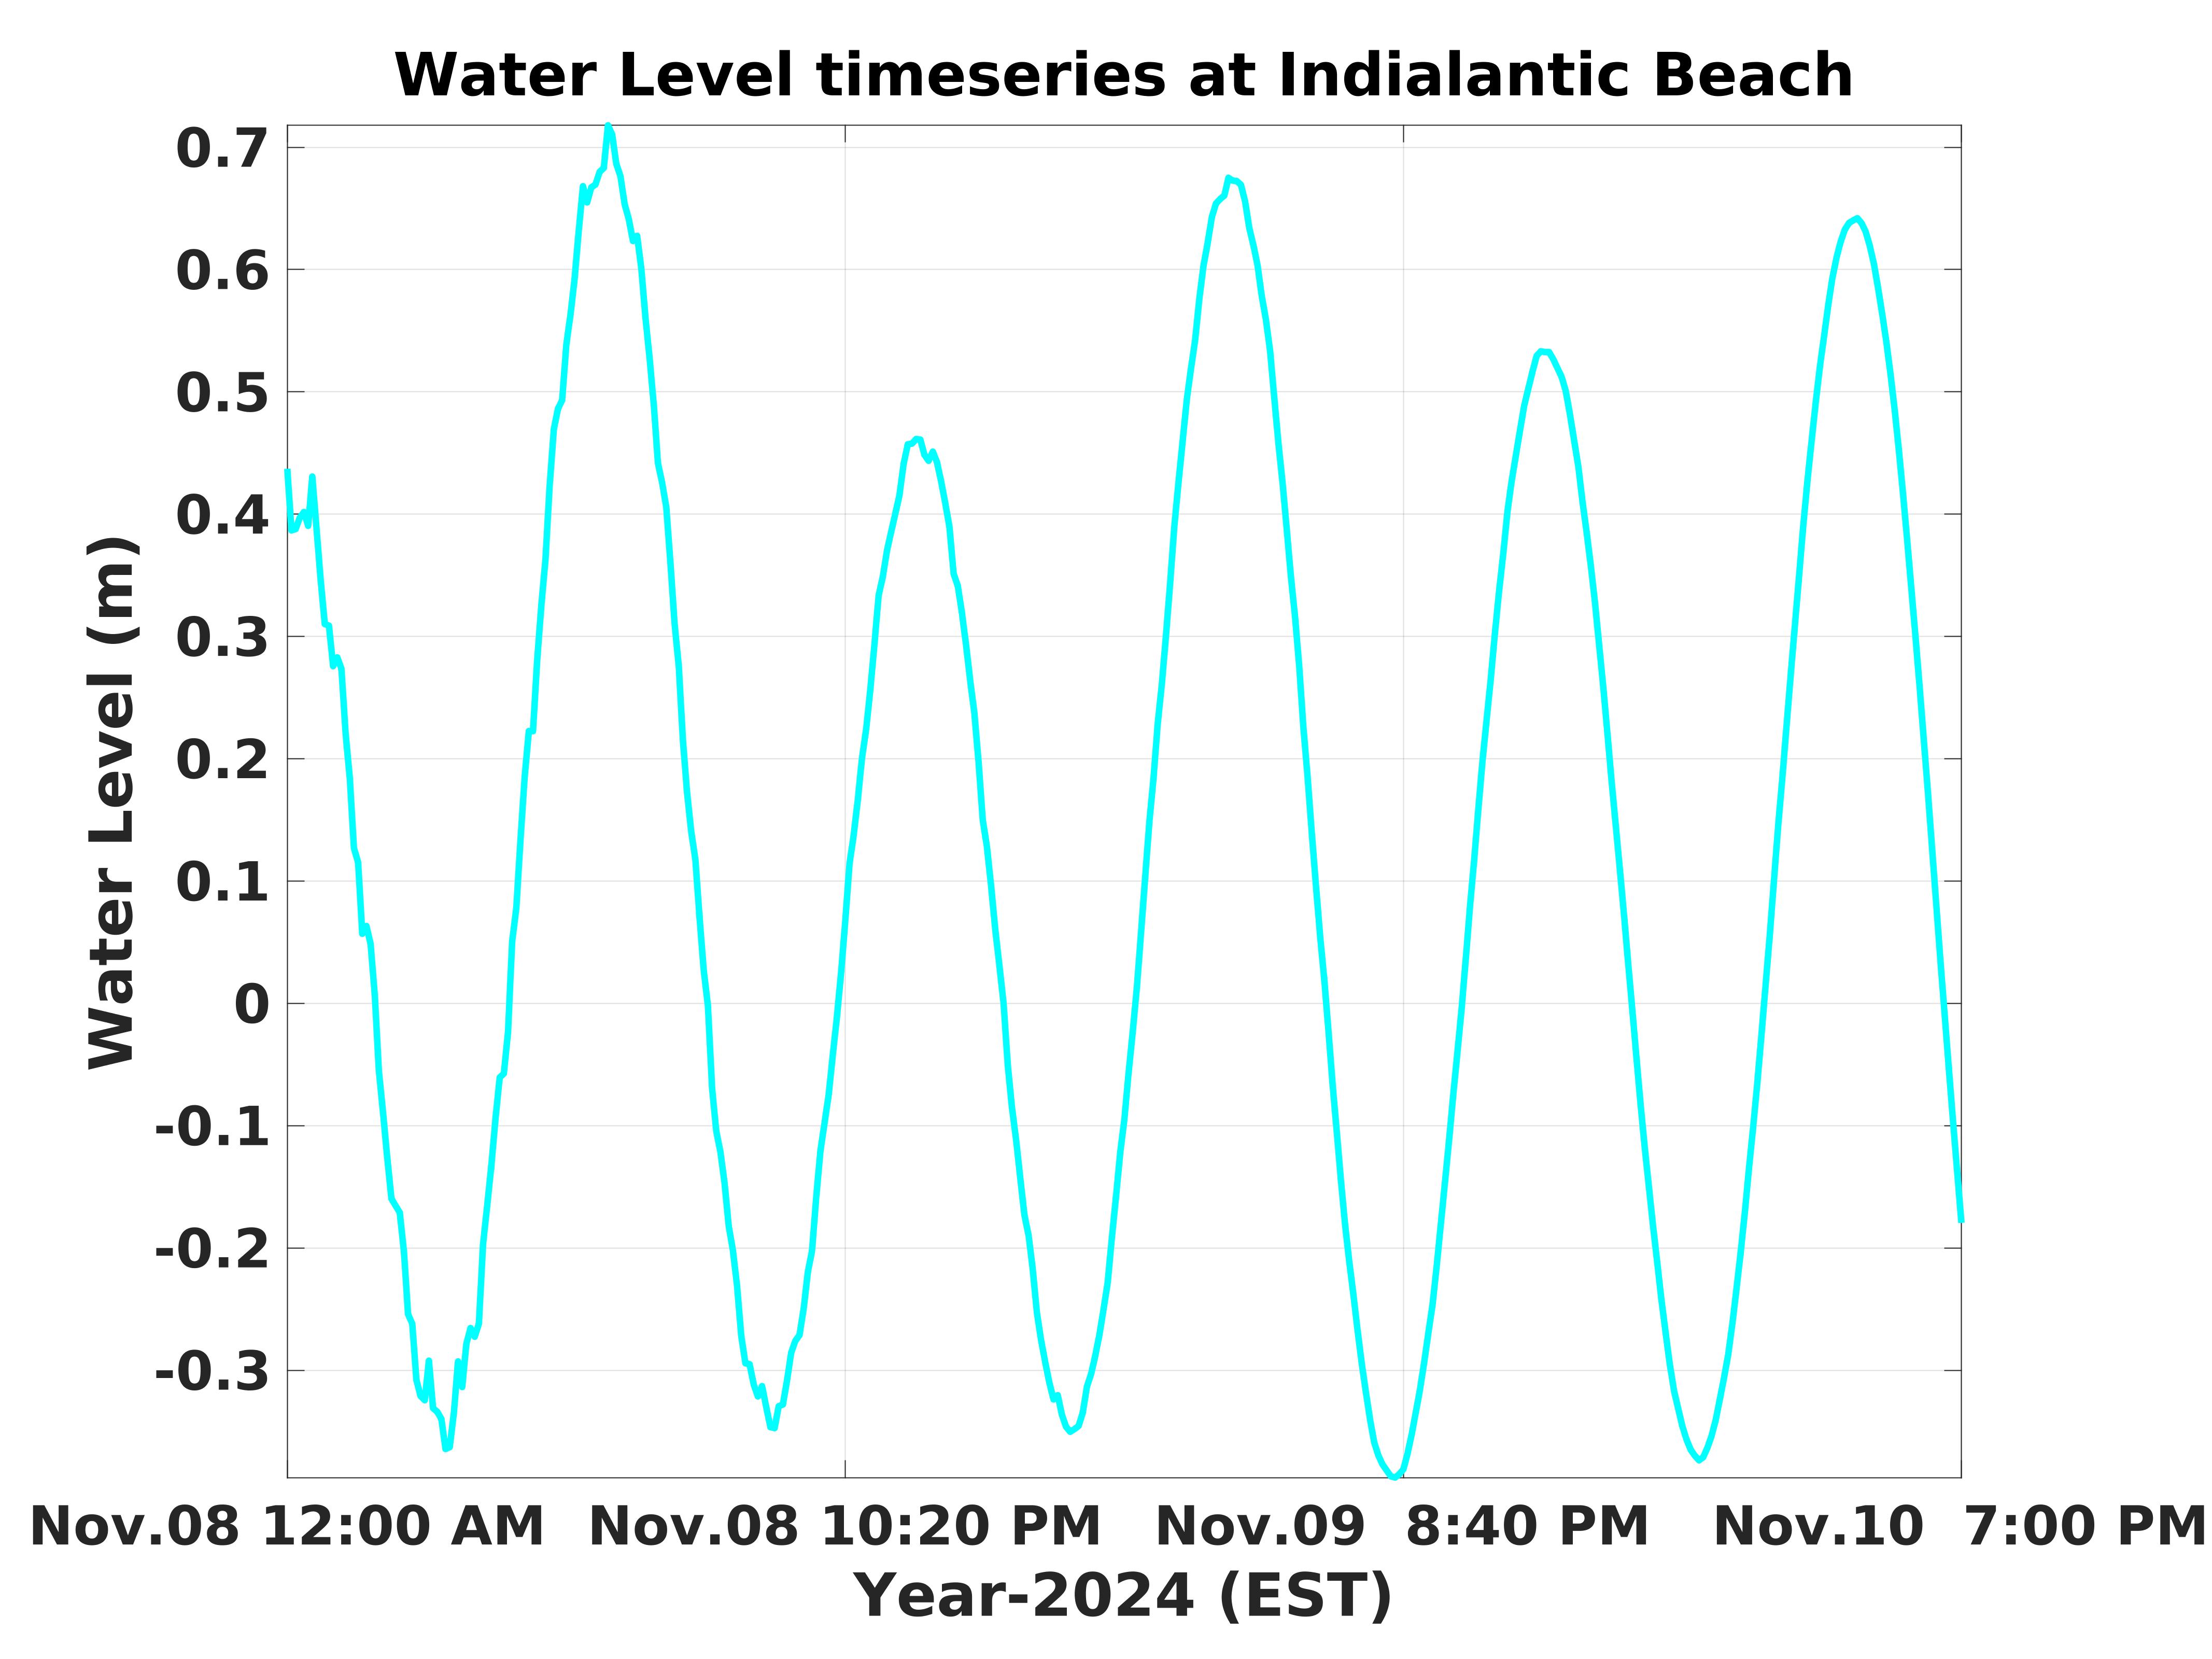 Water Level timeseries at Indialantic Beach
0.7
0.6
0.5
0.4
0.3
0.2
0.1
0
-0.1
-0.2
-0.3
Water Level (m)
Nov.08 12:00 AM Nov.08 10:20 PM Nov.09 8:40 PM Nov.10 7:00 PM
Year-2024 (EST)